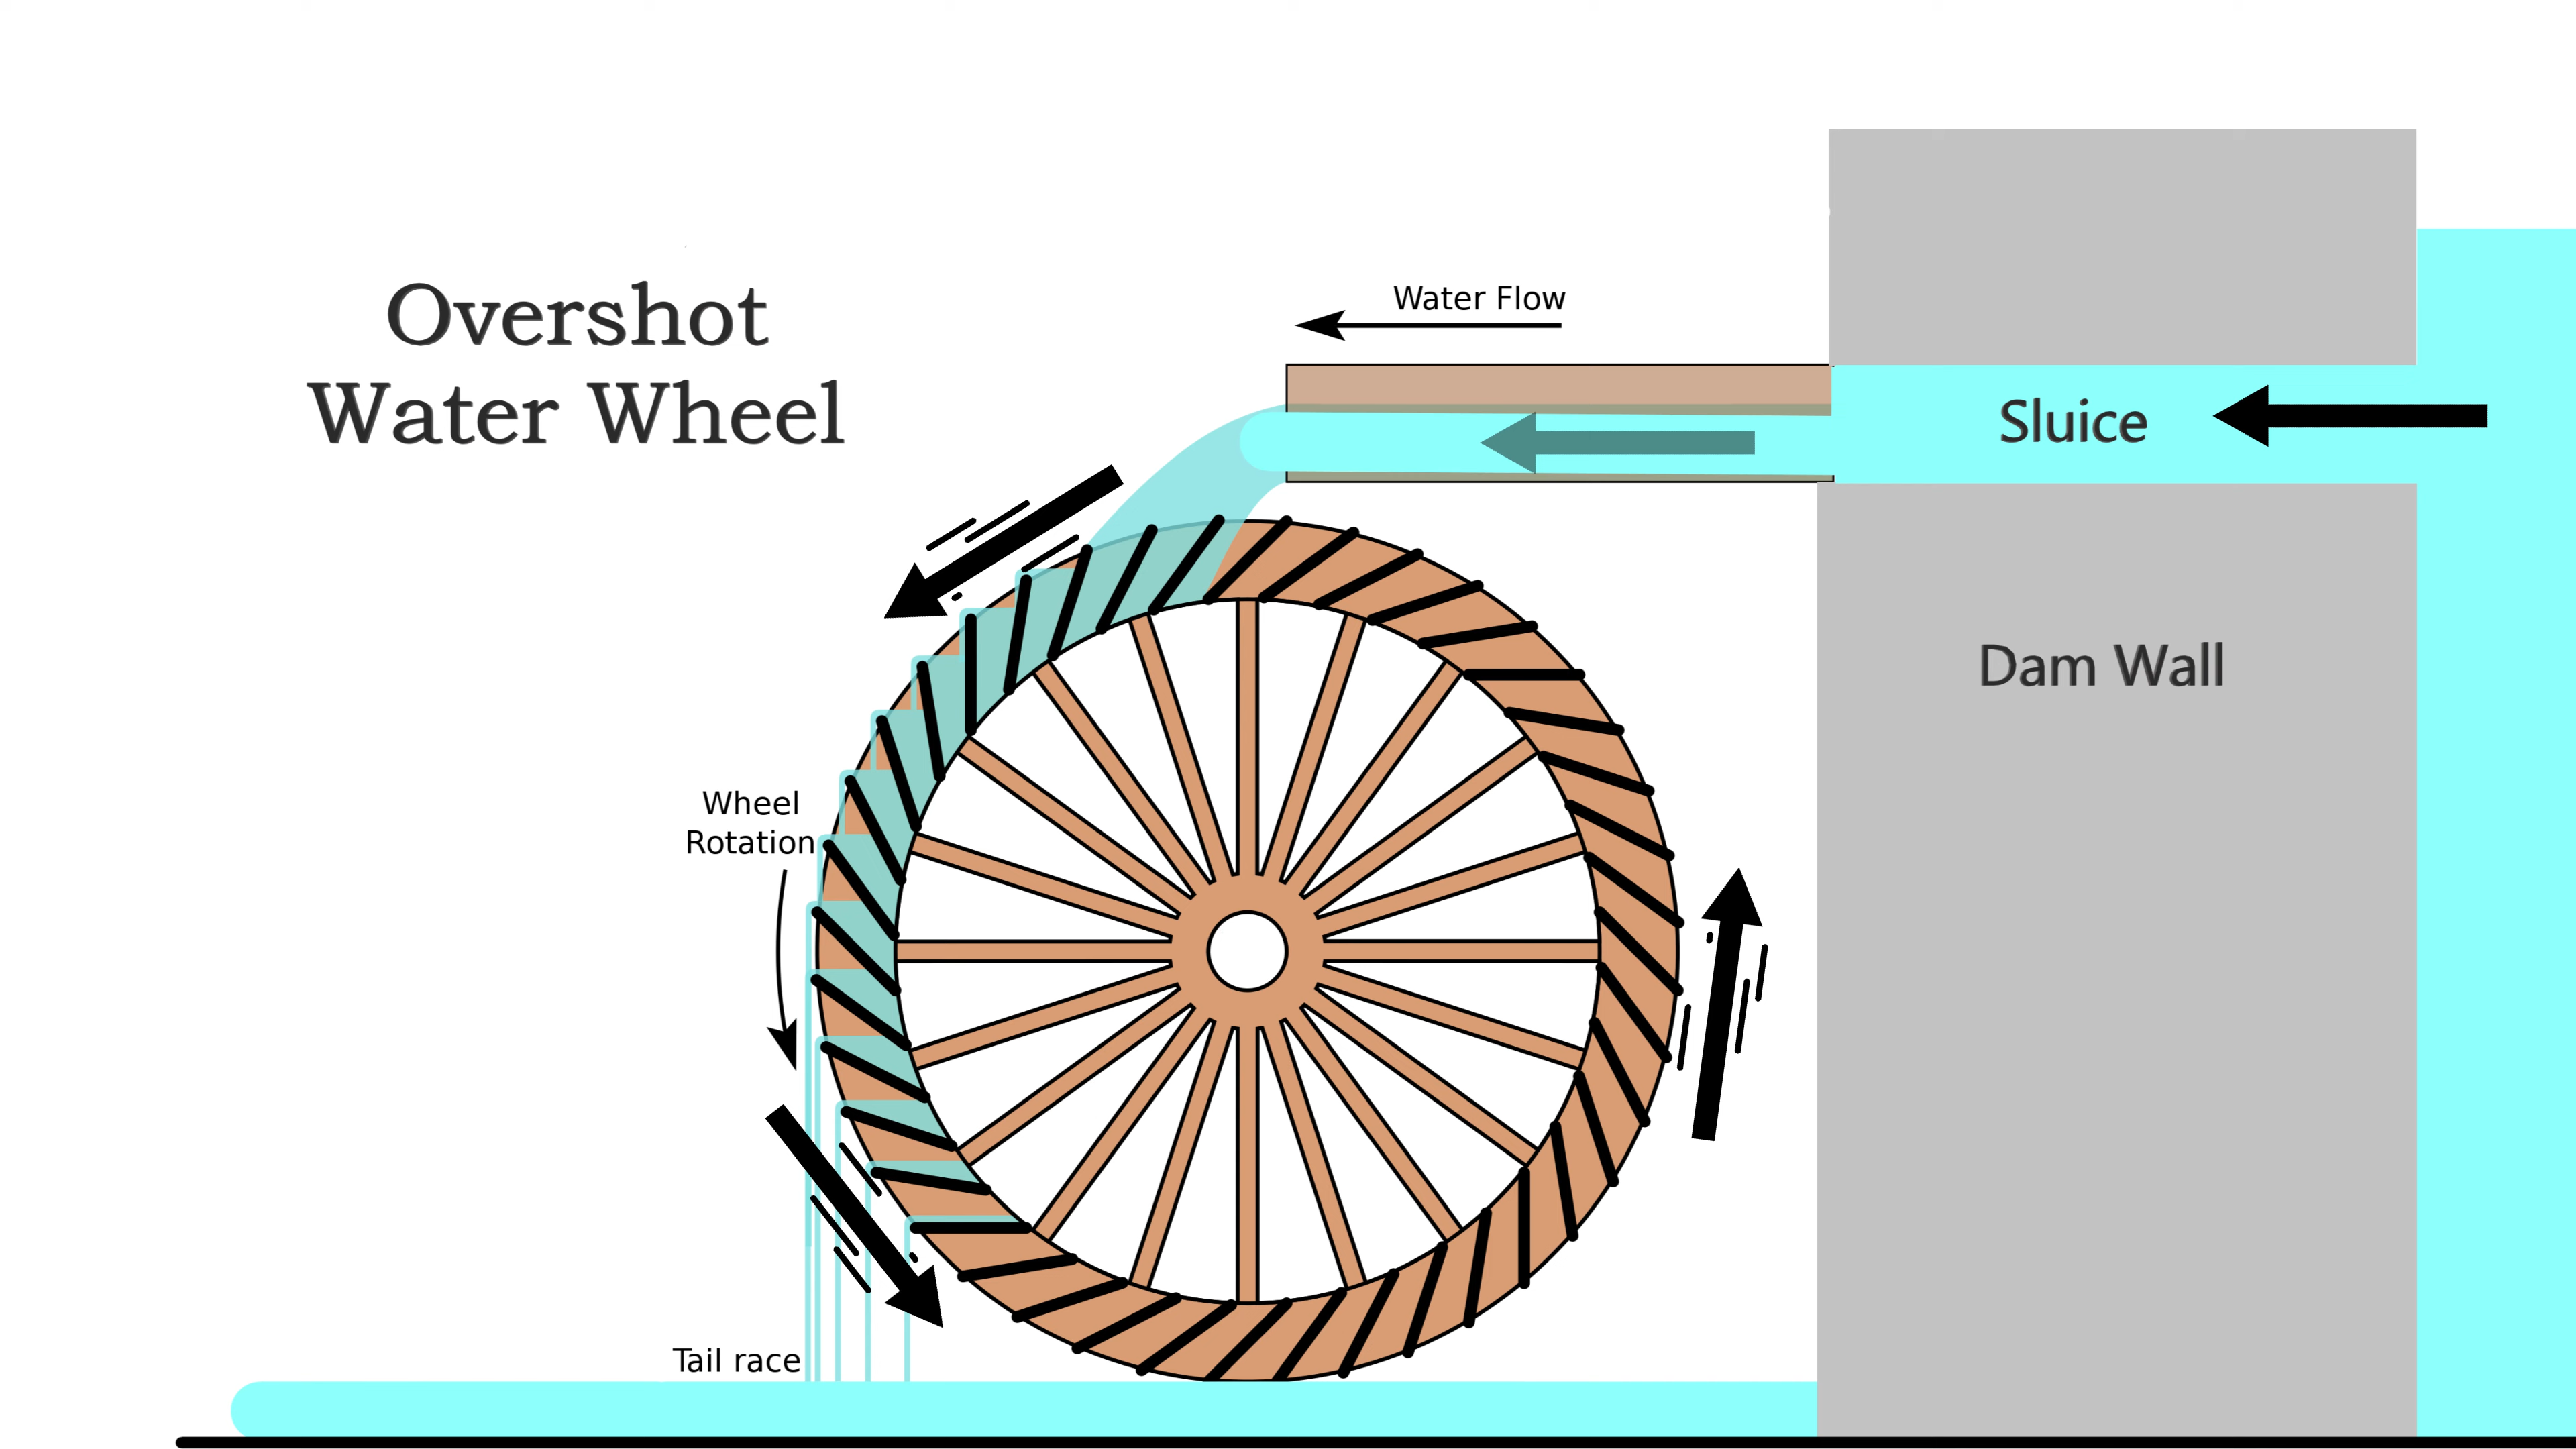 Overshot
Water Wheel
Water Flow
Sluice
Dam Wall
Wheel
Rotation
Tail race